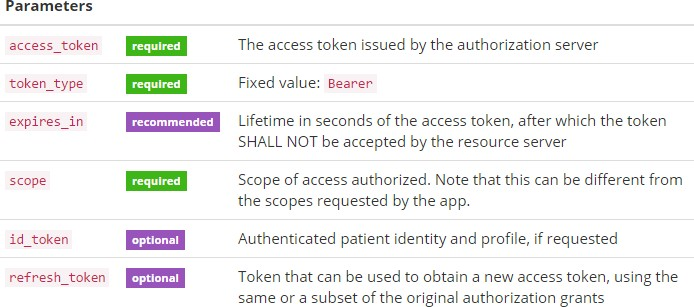 Parameters
access_token required The access token issued by the authorization server
token_type required Fixed value: Bearer
expires_in recommended Lifetime in seconds of the access token, after which the token
SHALL NOT be accepted by the resource server
scope required Scope of access authorized. Note that this can be different from
the scopes requested by the app.
id_token optional Authenticated patient identity and profile, if requested
refresh_token optional Token that can be used to obtain a new access token, using the
same or a subset of the original authorization grants